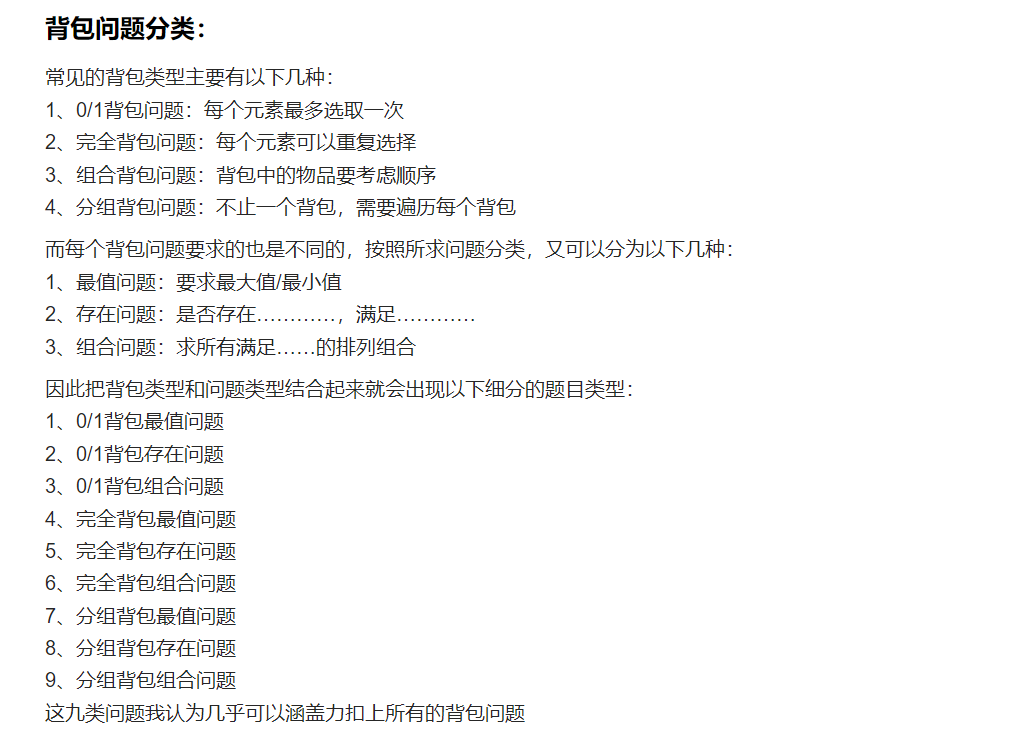 背包问题分类：
常见的背包类型主要有以下几种：
1、0/1背包问题：每个元素最多选取一次
2、完全背包问题：每个元素可以重复选择
3、组合背包问题：背包中的物品要考虑顺序
4、分组背包问题：不止一个背包，需要遍历每个背包
而每个背包问题要求的也是不同的，按照所求问题分类，又可以分为以下几种：
1、最值问题：要求最大值/最小值
2、存在问题：是否存在…………，满足…………
3、组合问题：求所有满足……的排列组合
因此把背包类型和问题类型结合起来就会出现以下细分的题目类型：
1、0/1背包最值问题
2、0/1背包存在问题
3、0/1背包组合问题
4、完全背包最值问题
5、完全背包存在问题
6、完全背包组合问题
7、分组背包最值问题
8、分组背包存在问题
9、分组背包组合问题
这九类问题我认为几乎可以涵盖力扣上所有的背包问题